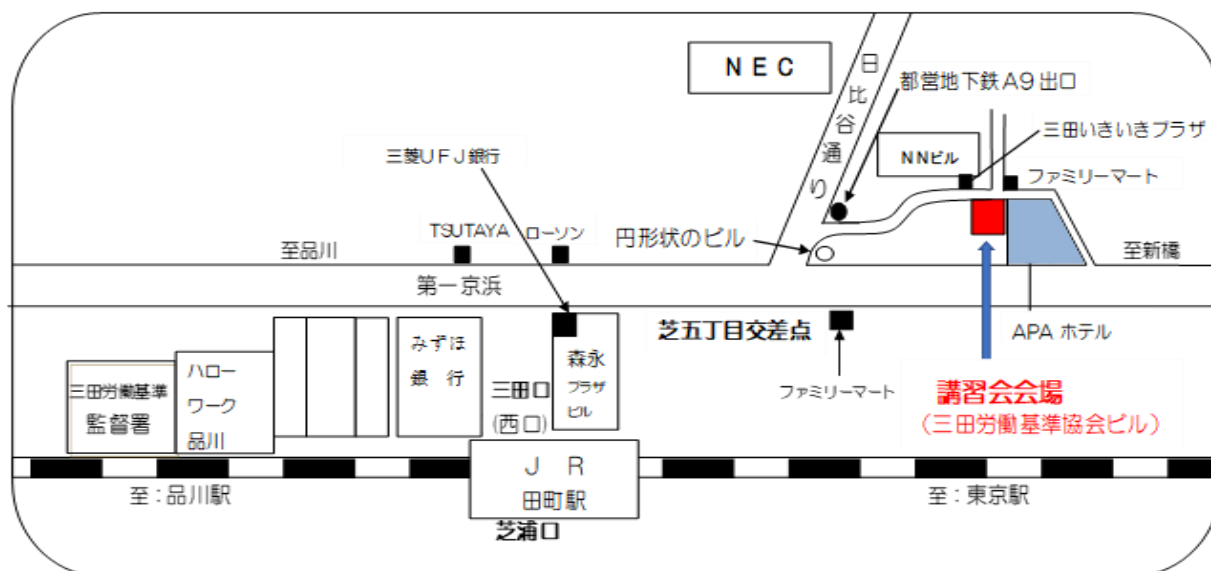 NEC
日比谷通り
都営地下鉄A9出口
三田いきいきプラザ
NNビル
ファミリーマート
三菱UFJ銀行
TSUTAYA
ローソン
円形状のビル
至品川
至新橋
第一京浜
芝五丁目交差点
APA ホテル
ファミリーマート
講習会会場
(三田労働基準協会ビル)
みずほ
銀 行
森永
プラザ
ビル
三田口
(西口)
ハロー
ワーク
品川
三田労働基準
監督署
J R
田町駅
芝浦口
至:品川駅
至:東京駅